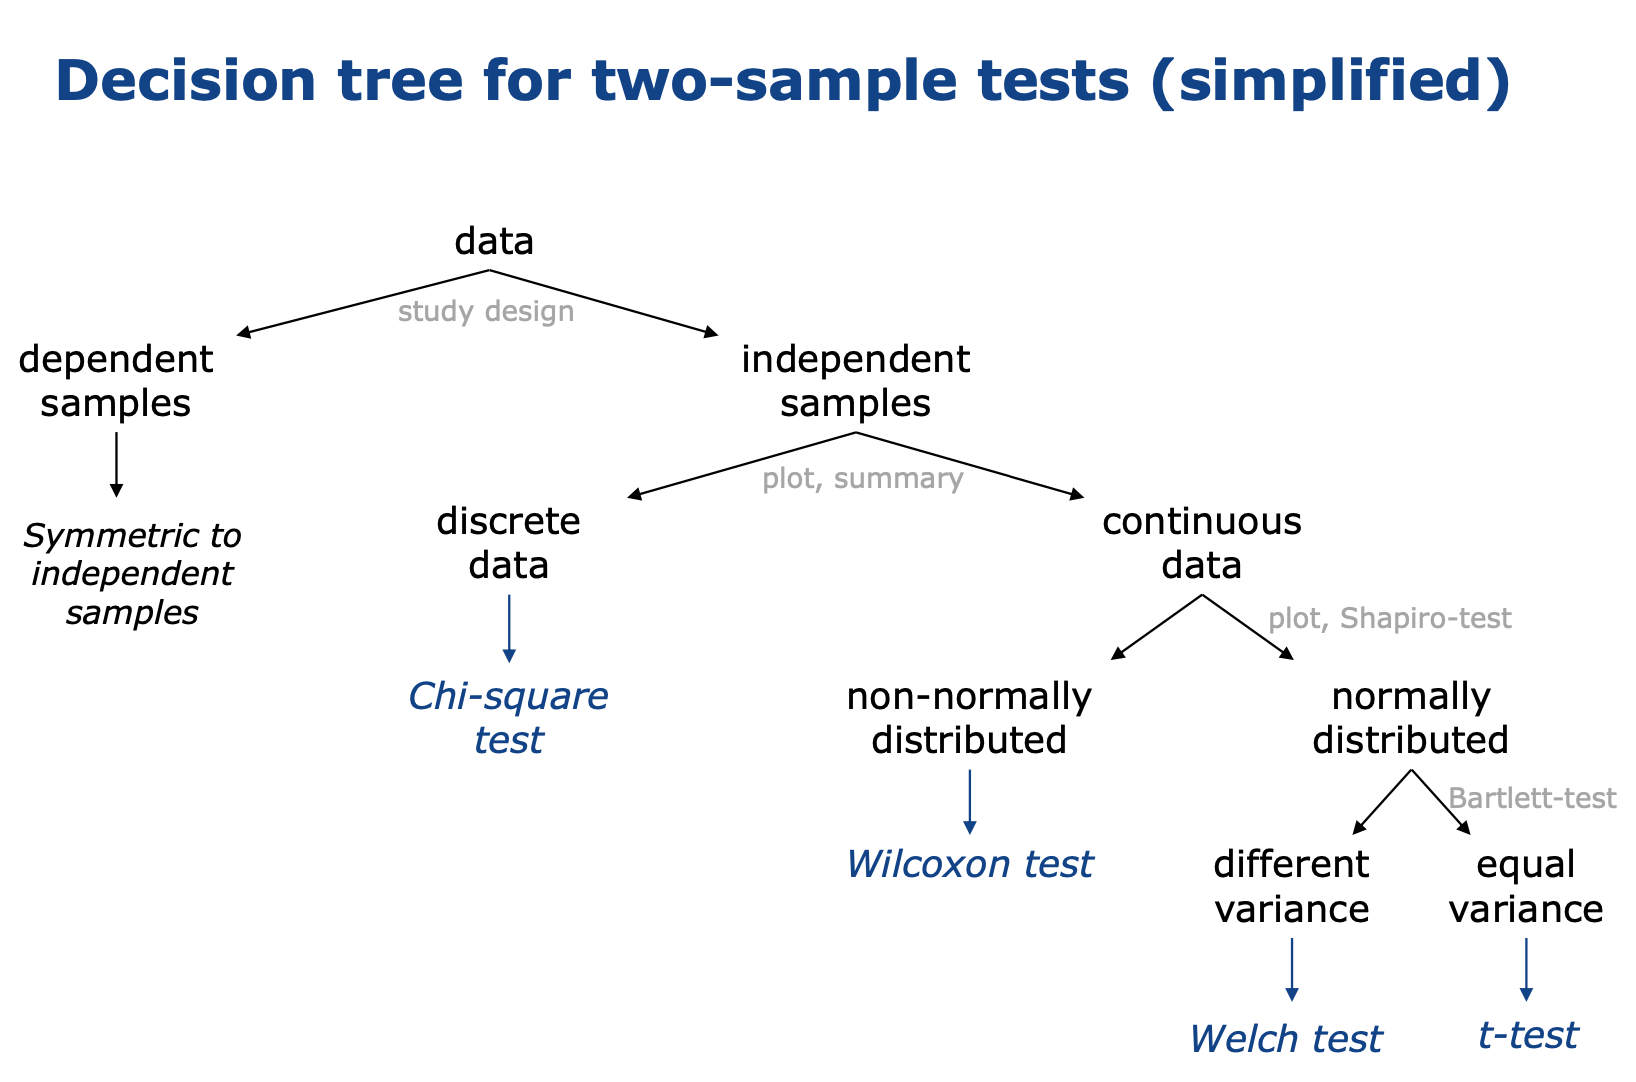 Decision tree for two-sample tests (simplified)
data
study design
dependent
samples
independent
samples
Symmetric to
independent
samples
plot, summary
discrete
data
continuous
data
Chi-square
test
plot, Shapiro-test
non-normally
distributed
normally
distributed
Wilcoxon test
Bartlett-test
different
variance
equal
variance
Welch test
t-test